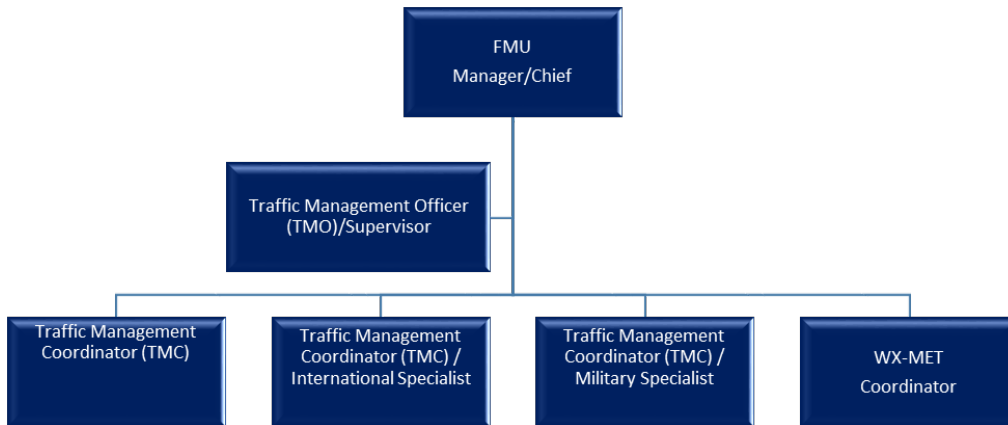 FMU
Manager/Chief
Traffic Management Officer
(TMO)/Supervisor
Traffic Management
Coordinator (TMC)
Traffic Management
Coordinator (TMC) /
International Specialist
Traffic Management
Coordinator (TMC) /
Military Specialist
WX-MET
Coordinator